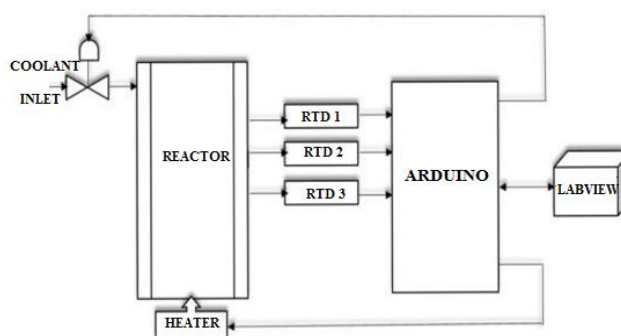 COOLANT
INLET
REACTOR
RTD 1
RTD 2
RTD 3
ARDUINO
LABVIEW
HEATER